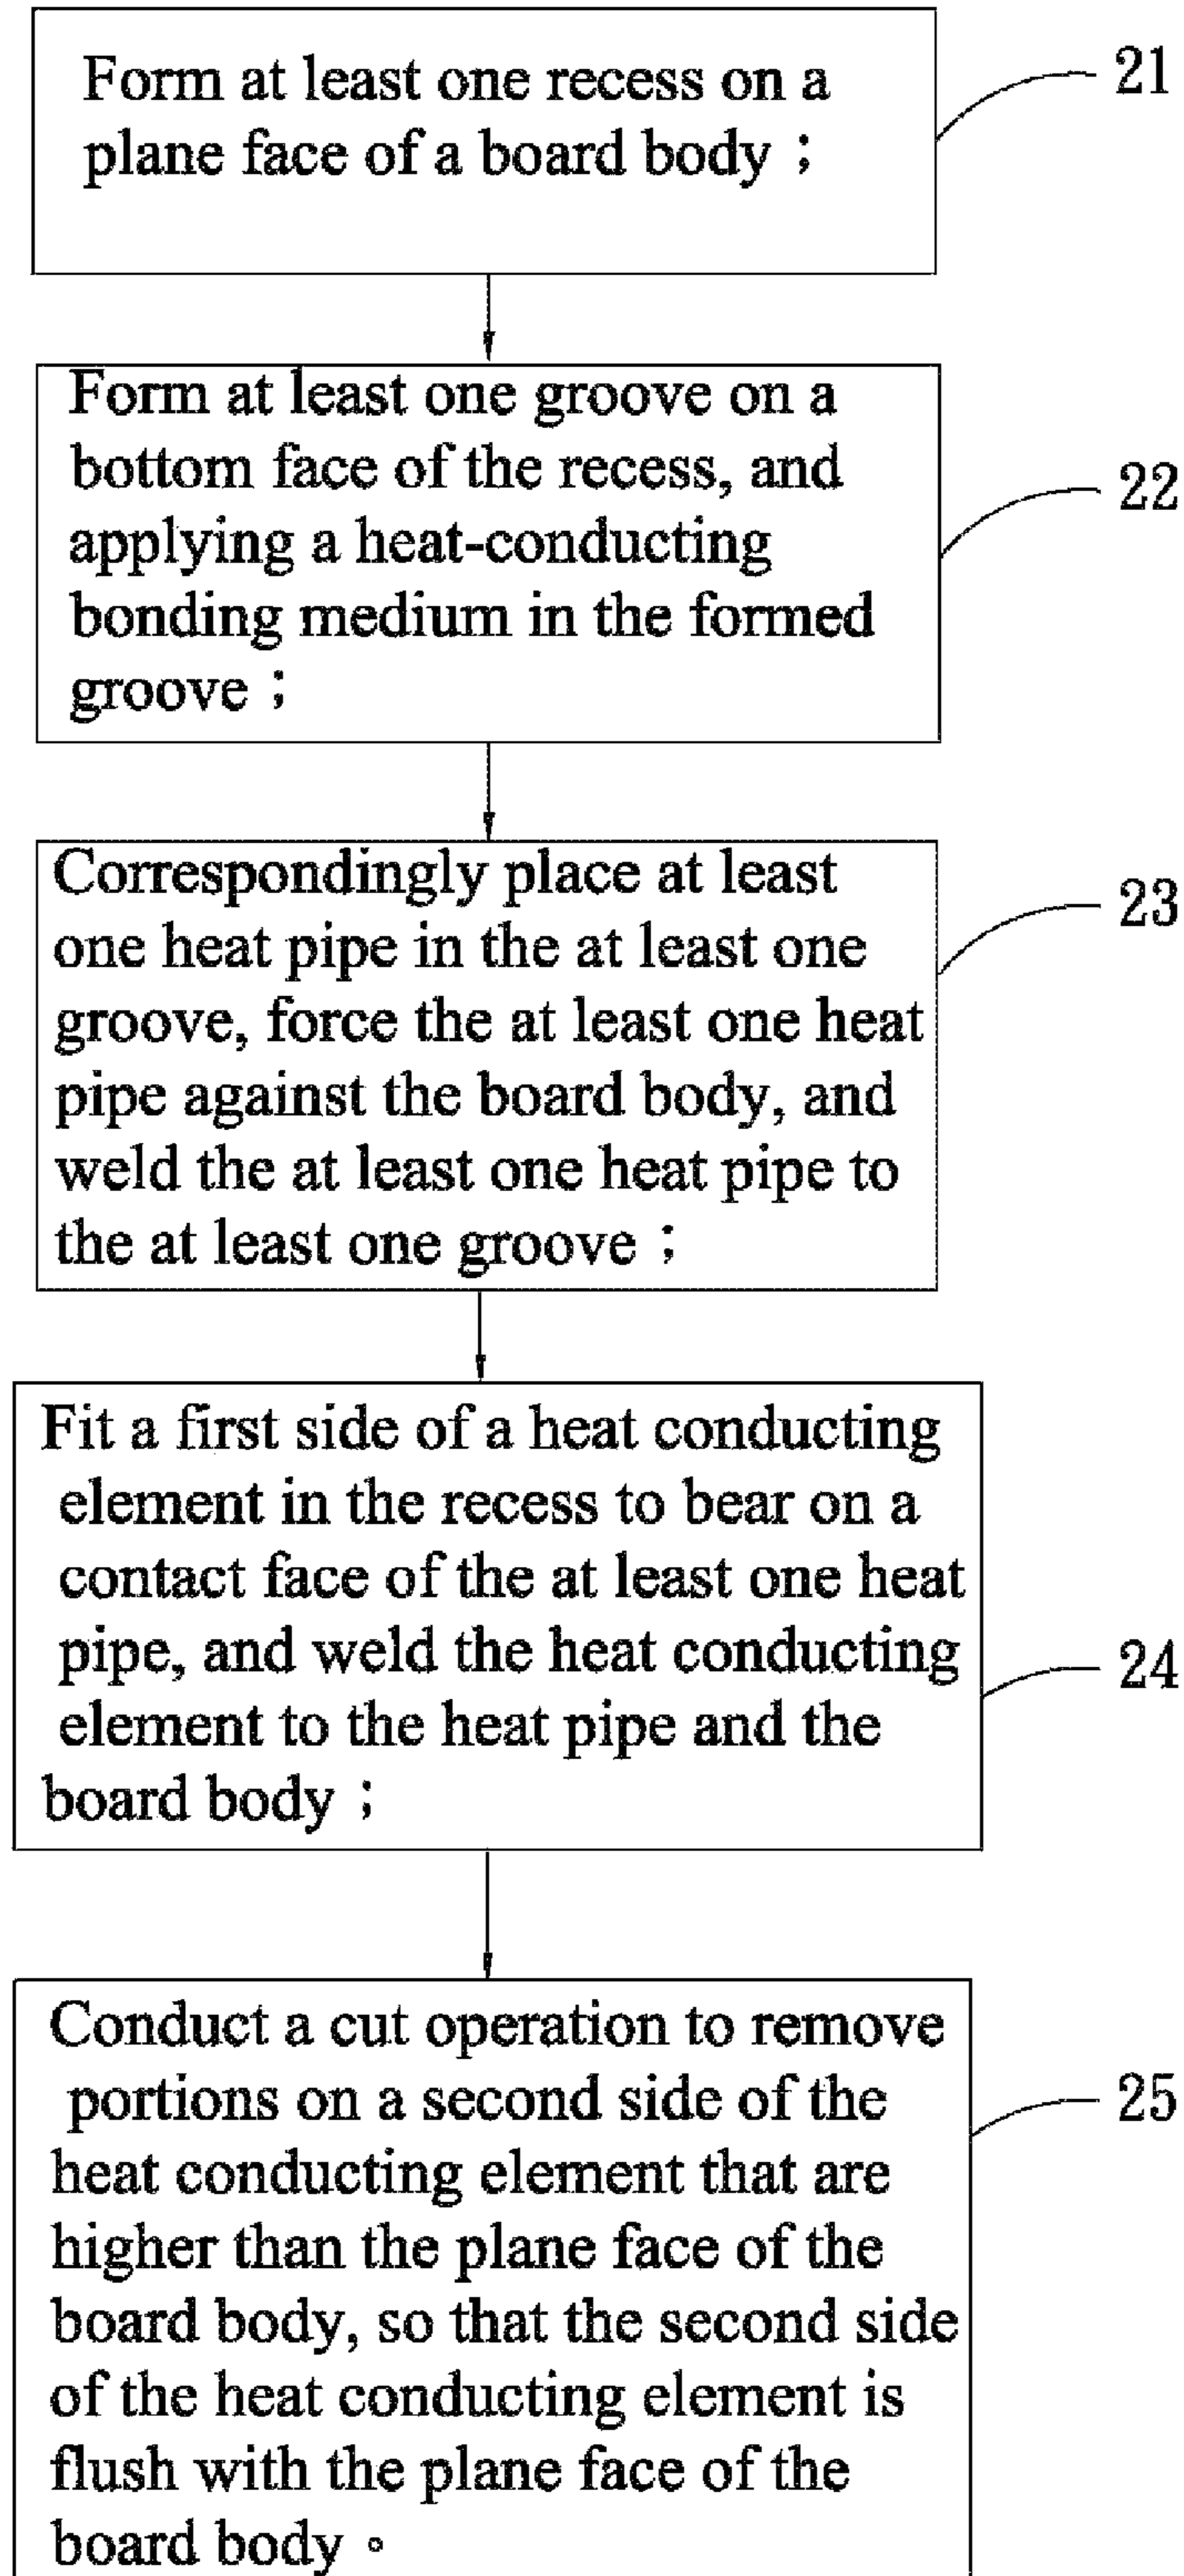 Form at least one recess on a
plane face of a board body；
21
Form at least one groove on a
bottom face of the recess, and
applying a heat-conducting
bonding medium in the formed
groove；
22
Correspondingly place at least
one heat pipe in the at least one
groove, force the at least one heat
pipe against the board body, and
weld the at least one heat pipe to
the at least one groove；
23
Fit a first side of a heat conducting
element in the recess to bear on a
contact face of the at least one heat
pipe, and weld the heat conducting
element to the heat pipe and the
board body；
24
Conduct a cut operation to remove
portions on a second side of the
heat conducting element that are
higher than the plane face of the
board body, so that the second side
of the heat conducting element is
flush with the plane face of the
board body。
25